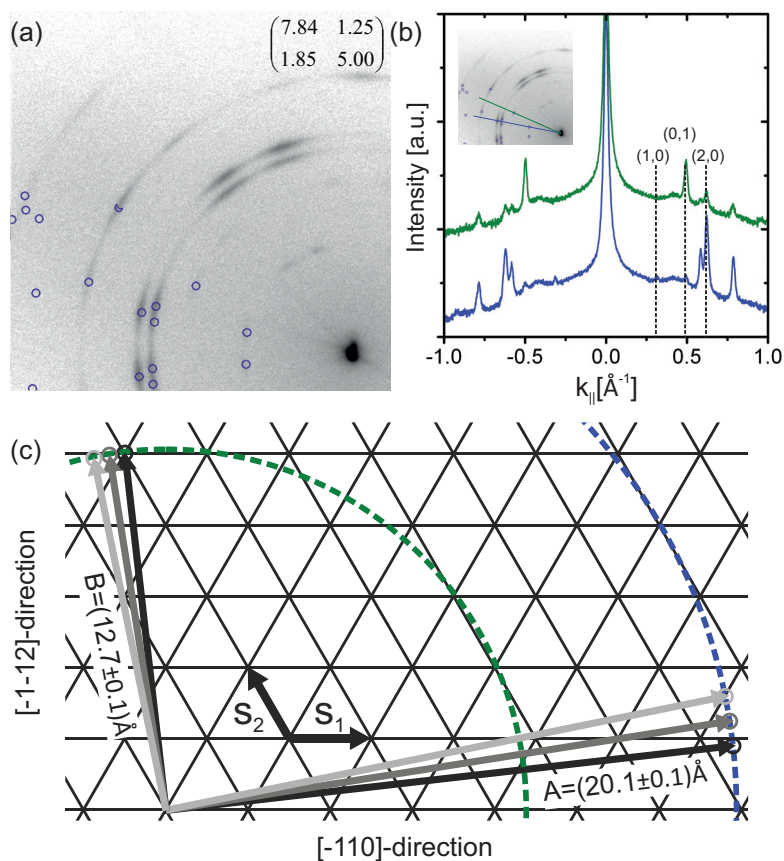 (a)
7.84 1.25
1.85 5.00
(b)
Intensity [a.u.]
(1,0)
(0,1)
(2,0)
-1.0 -0.5 0.0 0.5 1.0
k||[Å-1]
(c)
[-1-12]-direction
B=(12.7±0.1)Å
S2
S1
A=(20.1±0.1)Å
[-110]-direction